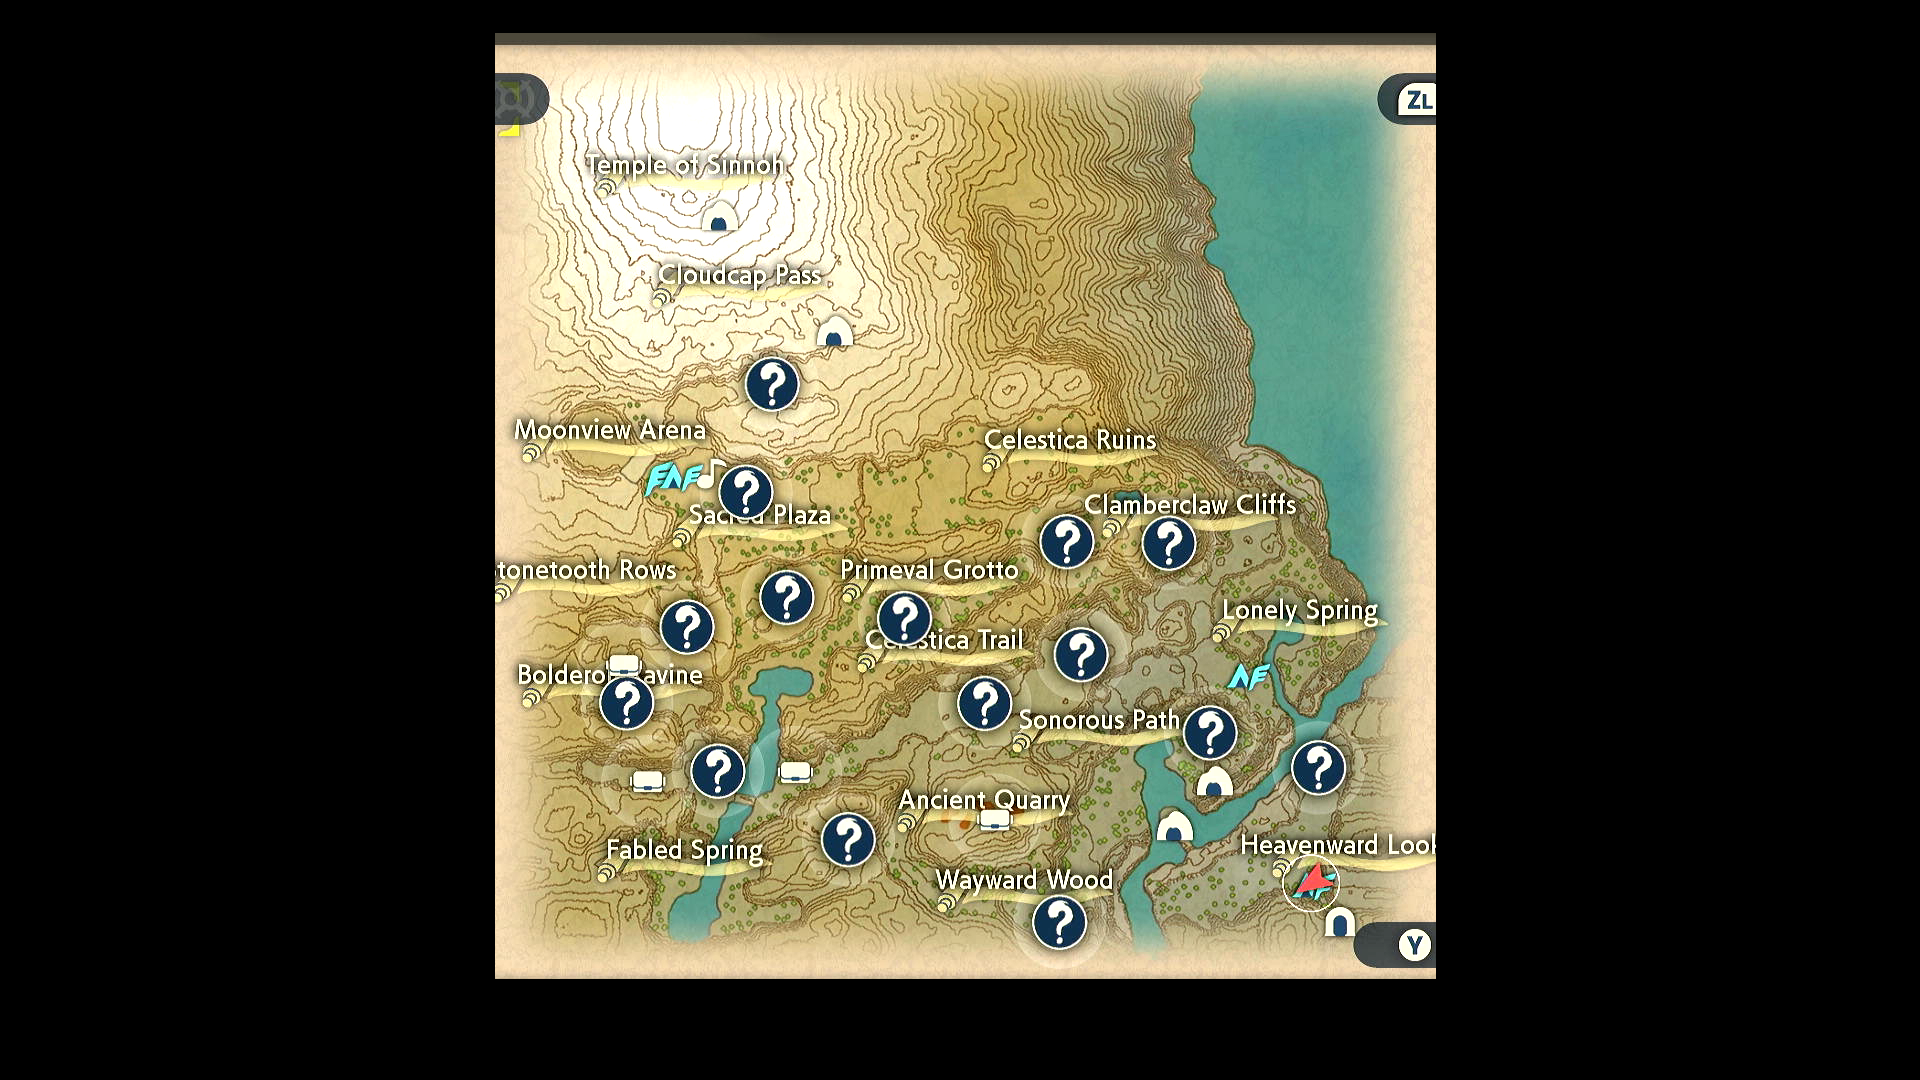 ZL
Temple of Sinnoh
Cloudcap Pass
Moonview Arena
Celestica Ruins
Clamberclaw Cliffs
Sacred Plaza
tonetooth Rows
Primeval Grotto
Lonely Spring
Celestica Trail
Bolderoll Ravine
Sonorous Path
Ancient Quarry
Heavenward Look
Fabled Spring
Wayward Wood
Y